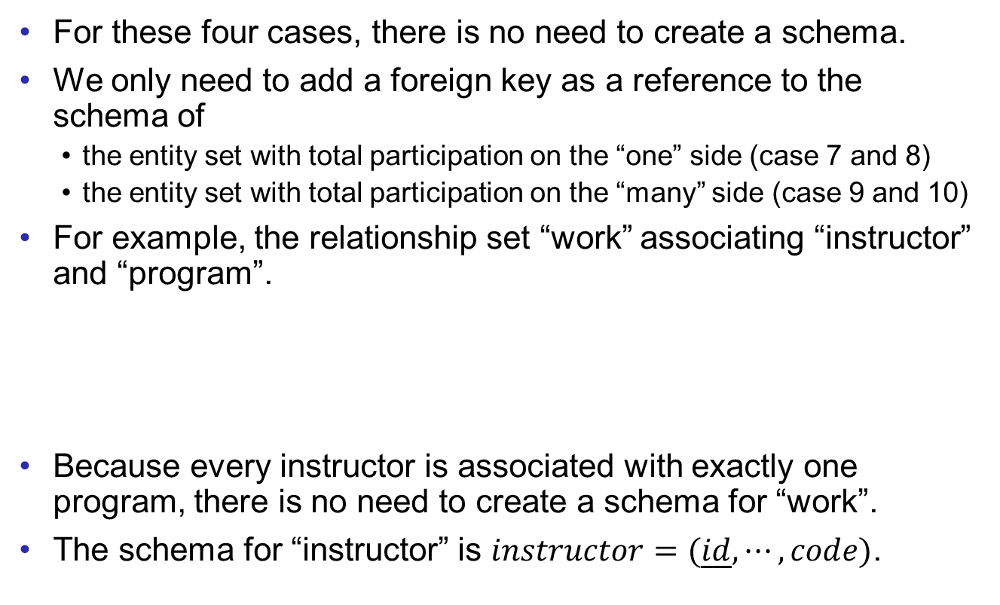 • For these four cases, there is no need to create a schema.
• We only need to add a foreign key as a reference to the
schema of
• the entity set with total participation on the “one” side (case 7 and 8)
• the entity set with total participation on the “many” side (case 9 and 10)
• For example, the relationship set “work” associating “instructor”
and “program”.
• Because every instructor is associated with exactly one
program, there is no need to create a schema for “work”.
• The schema for “instructor” is 𝑖𝑛𝑠𝑡𝑟𝑢𝑐𝑡𝑜𝑟 = (𝑖𝑑, ⋯ , 𝑐𝑜𝑑𝑒).